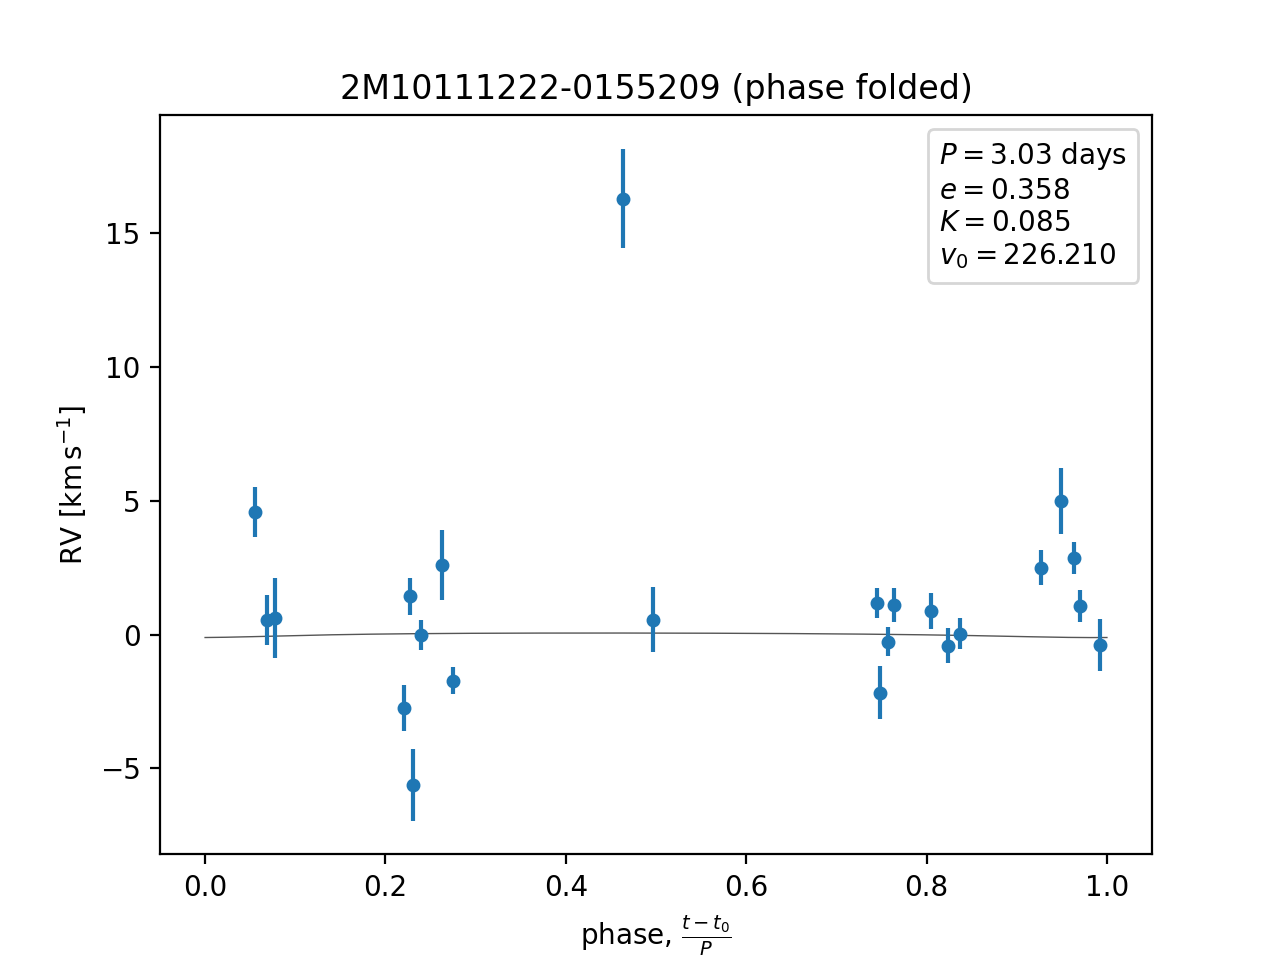 2M10111222-0155209 (phase folded)
P = 3.03 days
e = 0.358
K = 0.085
v₀ = 226.210
15
10
5
0
−5
RV [km s⁻¹]
0.0 0.2 0.4 0.6 0.8 1.0
phase, (t − t₀)/P